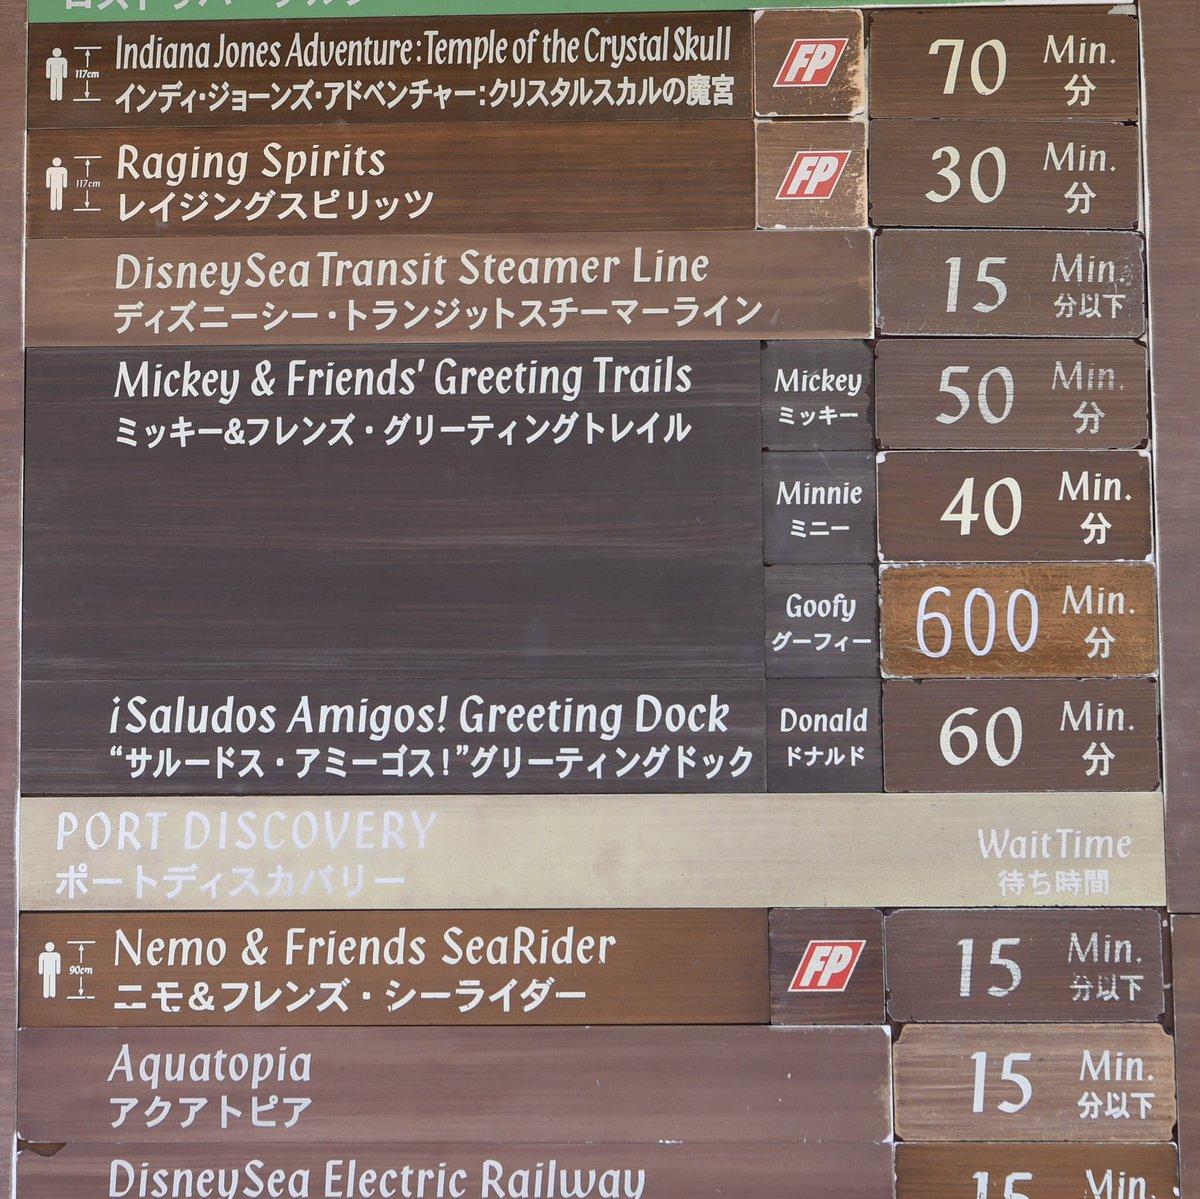 117cm
Indiana Jones Adventure:Temple of the Crystal Skull
インディ・ジョーンズ・アドベンチャー:クリスタルスカルの魔宮
FP
70 Min.
分
117cm
Raging Spirits
レイジングスピリッツ
FP
30 Min.
分
DisneySea Transit Steamer Line
ディズニーシー・トランジットスチーマーライン
15 Min.
分以下
Mickey & Friends' Greeting Trails
ミッキー&フレンズ・グリーティングトレイル
Mickey
ミッキー
50 Min.
分
Minnie
ミニー
40 Min.
分
Goofy
グーフィー
600 Min.
分
¡Saludos Amigos! Greeting Dock
“サルードス・アミーゴス!”グリーティングドック
Donald
ドナルド
60 Min.
分
PORT DISCOVERY
ポートディスカバリー
Wait Time
待ち時間
90cm
Nemo & Friends SeaRider
ニモ&フレンズ・シーライダー
FP
15 Min.
分以下
Aquatopia
アクアトピア
15 Min.
分以下
DisneySea Electric Railway
15 Min.